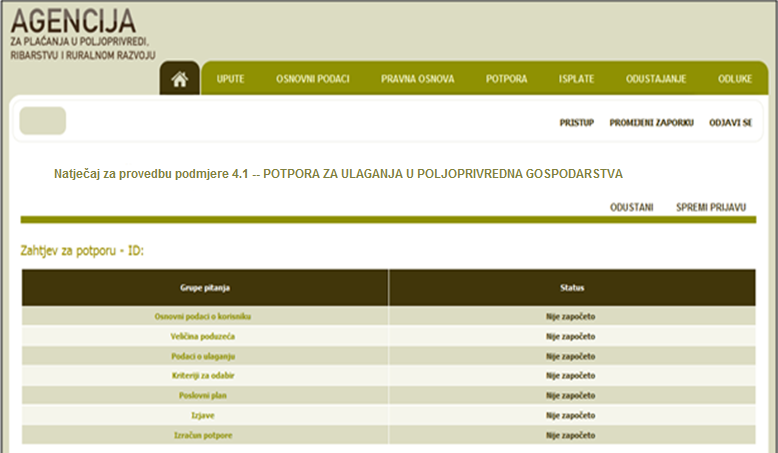 AGENCIJA
ZA PLAĆANJA U POLJOPRIVREDI,
RIBARSTVU I RURALNOM RAZVOJU
UPUTE OSNOVNI PODACI PRAVNA OSNOVA POTPORA ISPLATE ODUSTAJANJE ODLUKE
PRISTUP PROMIJENI ZAPORKU ODJAVI SE
Natječaj za provedbu podmjere 4.1 -- POTPORA ZA ULAGANJA U POLJOPRIVREDNA GOSPODARSTVA
ODUSTANI SPREMI PRIJAVU
Zahtjev za potporu - ID:
Grupe pitanja Status
Osnovni podaci o korisniku Nije započeto
Veličina poduzeća Nije započeto
Podaci o ulaganju Nije započeto
Kriteriji za odabir Nije započeto
Poslovni plan Nije započeto
Izjave Nije započeto
Izračun potpore Nije započeto